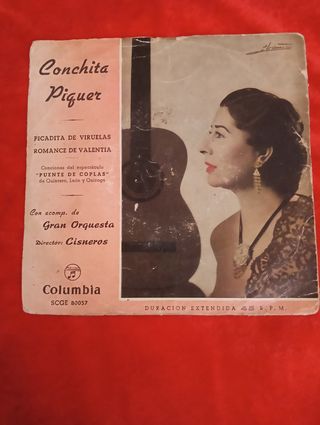 Conchita
Piquer
PICADITA DE VIRUELAS
ROMANCE DE VALENTIA
Canciones del espectáculo
"PUENTE DE COPLAS"
de Quintero, León y Quiroga
Con acomp. de
Gran Orquesta
Director: Cisneros
Columbia
SCGE 80057
DURACION EXTENDIDA 45 R.P.M.